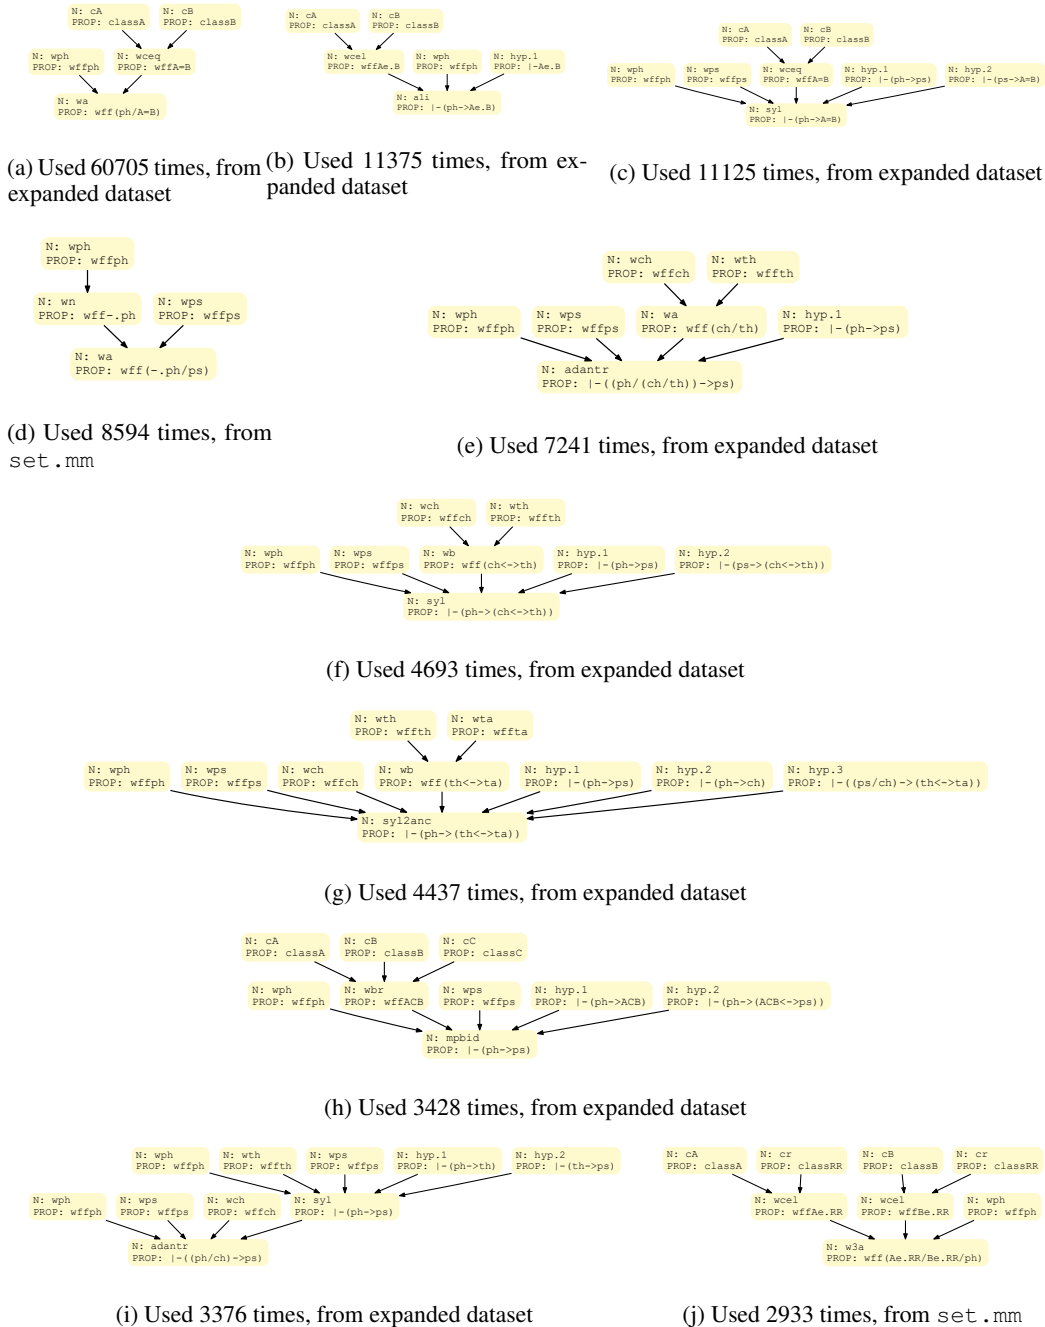 N: cA
PROP: classA
N: cB
PROP: classB
N: wph
PROP: wffph
N: wceq
PROP: wffA=B
N: wa
PROP: wff(ph/A=B)
(a) Used 60705 times, from
expanded dataset
N: cA
PROP: classA
N: cB
PROP: classB
N: wcel
PROP: wffAe.B
N: wph
PROP: wffph
N: hyp.1
PROP: |-Ae.B
N: ali
PROP: |-(ph->Ae.B)
(b) Used 11375 times, from ex-
panded dataset
N: cA
PROP: classA
N: cB
PROP: classB
N: wph
PROP: wffph
N: wps
PROP: wffps
N: wceq
PROP: wffA=B
N: hyp.1
PROP: |-(ph->ps)
N: hyp.2
PROP: |-(ps->A=B)
N: syl
PROP: |-(ph->A=B)
(c) Used 11125 times, from expanded dataset
N: wph
PROP: wffph
N: wn
PROP: wff-.ph
N: wps
PROP: wffps
N: wa
PROP: wff(-.ph/ps)
(d) Used 8594 times, from
set.mm
N: wch
PROP: wffch
N: wth
PROP: wffth
N: wph
PROP: wffph
N: wps
PROP: wffps
N: wa
PROP: wff(ch/th)
N: hyp.1
PROP: |-(ph->ps)
N: adantr
PROP: |-((ph/(ch/th))->ps)
(e) Used 7241 times, from expanded dataset
N: wch
PROP: wffch
N: wth
PROP: wffth
N: wph
PROP: wffph
N: wps
PROP: wffps
N: wb
PROP: wff(ch<->th)
N: hyp.1
PROP: |-(ph->ps)
N: hyp.2
PROP: |-(ps->(ch<->th))
N: syl
PROP: |-(ph->(ch<->th))
(f) Used 4693 times, from expanded dataset
N: wth
PROP: wffth
N: wta
PROP: wffta
N: wph
PROP: wffph
N: wps
PROP: wffps
N: wch
PROP: wffch
N: wb
PROP: wff(th<->ta)
N: hyp.1
PROP: |-(ph->ps)
N: hyp.2
PROP: |-(ph->ch)
N: hyp.3
PROP: |-((ps/ch)->(th<->ta))
N: syl2anc
PROP: |-(ph->(th<->ta))
(g) Used 4437 times, from expanded dataset
N: cA
PROP: classA
N: cB
PROP: classB
N: cC
PROP: classC
N: wph
PROP: wffph
N: wbr
PROP: wffACB
N: wps
PROP: wffps
N: hyp.1
PROP: |-(ph->ACB)
N: hyp.2
PROP: |-(ph->(ACB<->ps))
N: mpbid
PROP: |-(ph->ps)
(h) Used 3428 times, from expanded dataset
N: wph
PROP: wffph
N: wth
PROP: wffth
N: wps
PROP: wffps
N: hyp.1
PROP: |-(ph->th)
N: hyp.2
PROP: |-(th->ps)
N: wph
PROP: wffph
N: wps
PROP: wffps
N: wch
PROP: wffch
N: syl
PROP: |-(ph->ps)
N: adantr
PROP: |-((ph/ch)->ps)
(i) Used 3376 times, from expanded dataset
N: cA
PROP: classA
N: cr
PROP: classRR
N: cB
PROP: classB
N: cr
PROP: classRR
N: wcel
PROP: wffAe.RR
N: wcel
PROP: wffBe.RR
N: wph
PROP: wffph
N: w3a
PROP: wff(Ae.RR/Be.RR/ph)
(j) Used 2933 times, from set.mm